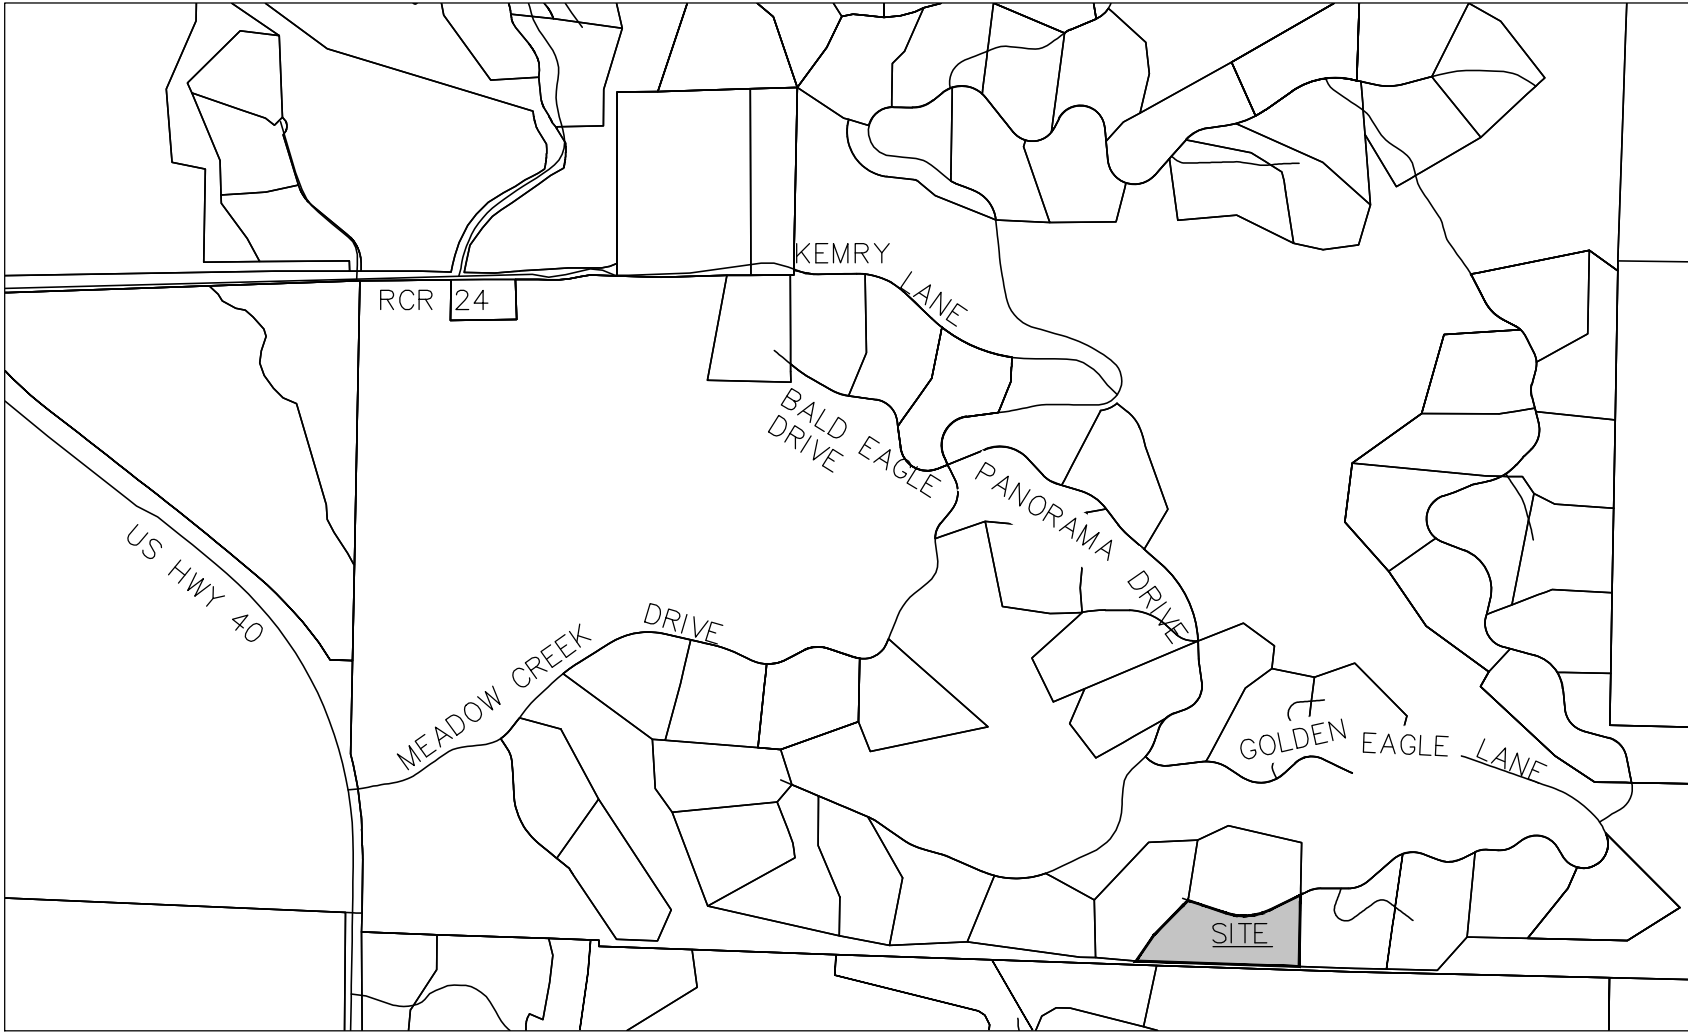 KEMRY
LANE
RCR 24
BALD EAGLE
DRIVE
PANORAMA
DRIVE
US HWY 40
MEADOW CREEK
DRIVE
GOLDEN EAGLE LANE
SITE